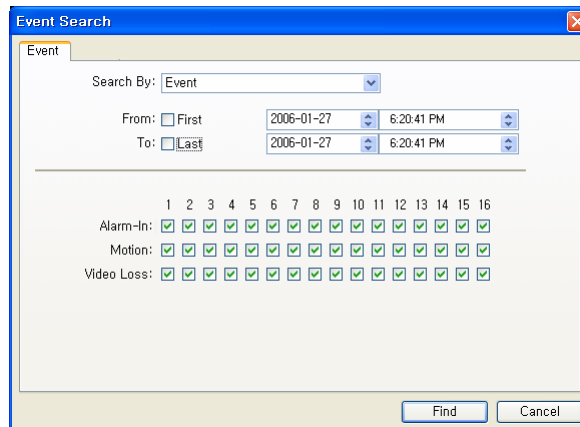 Event Search
Event
Search By: Event
From: First 2006-01-27 6:20:41 PM
To: Last 2006-01-27 6:20:41 PM
1 2 3 4 5 6 7 8 9 10 11 12 13 14 15 16
Alarm-In:
Motion:
Video Loss:
Find Cancel